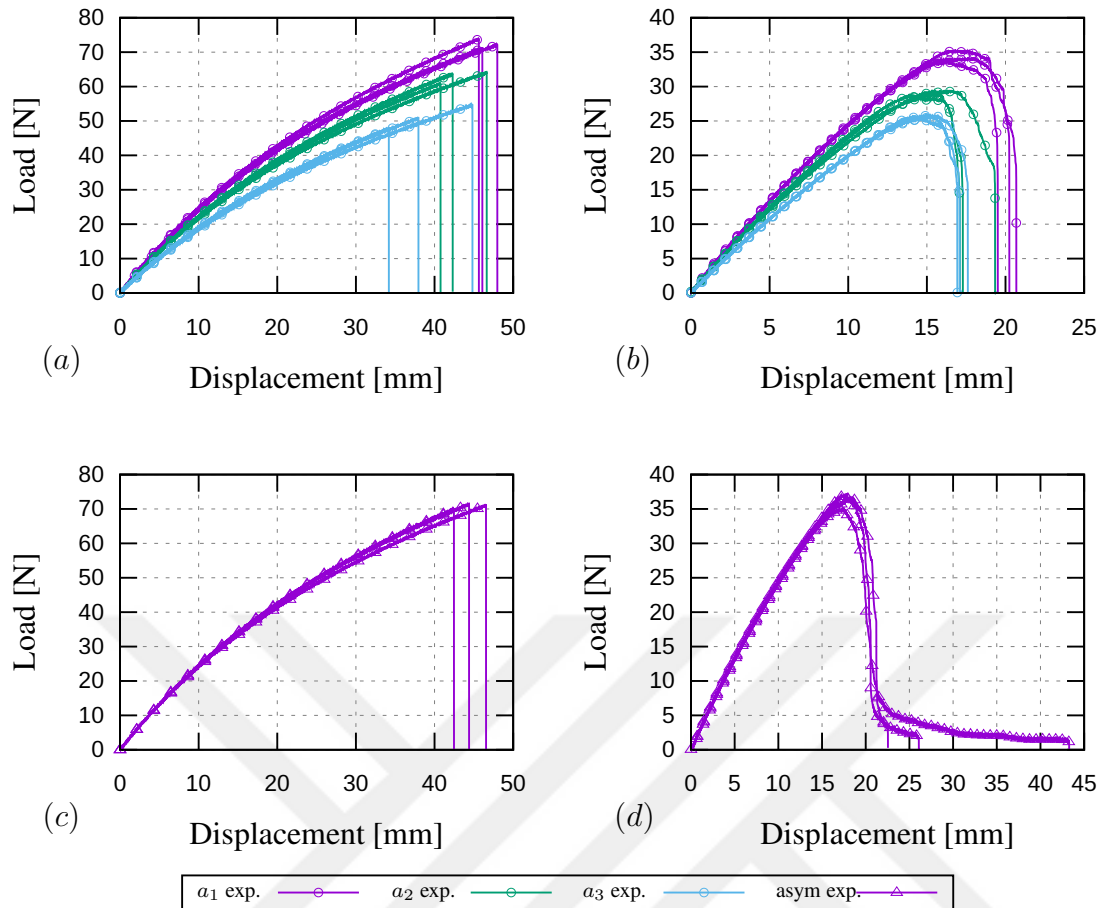 80
70
60
50
40
30
20
10
0
Load [N]
0 10 20 30 40 50
(a)
Displacement [mm]
40
35
30
25
20
15
10
5
0
Load [N]
0 5 10 15 20 25
(b)
Displacement [mm]
80
70
60
50
40
30
20
10
0
Load [N]
0 10 20 30 40 50
(c)
Displacement [mm]
40
35
30
25
20
15
10
5
0
Load [N]
0 5 10 15 20 25 30 35 40 45
(d)
Displacement [mm]
a₁ exp. a₂ exp. a₃ exp. asym exp.